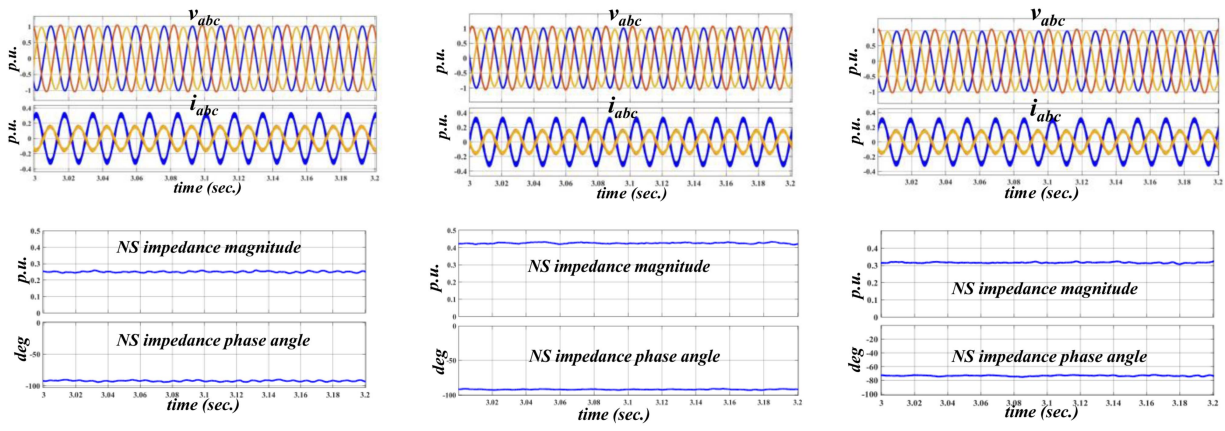 v_abc
1
0.5
0
-0.5
-1
p.u.
i_abc
0.4
0.2
0
-0.2
-0.4
p.u.
3 3.02 3.04 3.06 3.08 3.1 3.12 3.14 3.16 3.18 3.2
time (sec.)
v_abc
1
0.5
0
-0.5
-1
p.u.
i_abc
0.4
0.2
0
-0.2
-0.4
p.u.
3.02 3.04 3.06 3.08 3.1 3.12 3.14 3.16 3.18 3.2
time (sec.)
v_abc
1
0.5
0
-0.5
-1
p.u.
i_abc
0.4
0.2
0
-0.2
-0.4
p.u.
3.02 3.04 3.06 3.08 3.1 3.12 3.14 3.16 3.18 3.2
time (sec.)
0.5
0.4
0.3
0.2
0.1
0
p.u.
NS impedance magnitude
0
-50
-100
deg
NS impedance phase angle
3 3.02 3.04 3.06 3.08 3.1 3.12 3.14 3.16 3.18 3.2
time (sec.)
0.5
0.4
0.3
0.2
0.1
0
p.u.
NS impedance magnitude
0
-50
-100
deg
NS impedance phase angle
3.02 3.04 3.06 3.08 3.1 3.12 3.14 3.16 3.18 3.2
time (sec.)
0.4
0.3
0.2
0.1
0
p.u.
NS impedance magnitude
-20
-40
-60
-80
-100
deg
NS impedance phase angle
3 3.02 3.04 3.06 3.08 3.1 3.12 3.14 3.16 3.18 3.2
time (sec.)